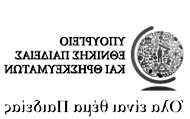 ΥΠΟΥΡΓΕΙΟ
ΕΘΝΙΚΗΣ ΠΑΙΔΕΙΑΣ
ΚΑΙ ΘΡΗΣΚΕΥΜΑΤΩΝ
Όλα είναι θέμα Παιδείας